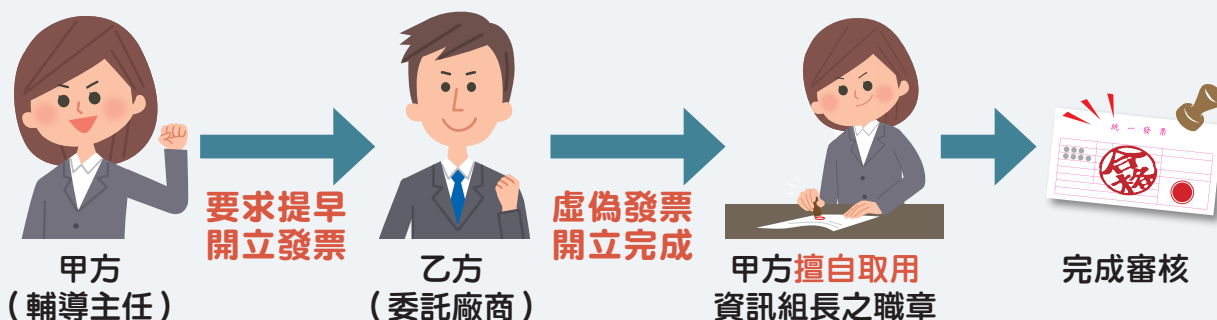 要求提早
開立發票
虛偽發票
開立完成
統一發票
合格
甲方
（輔導主任）
乙方
（委託廠商）
甲方擅自取用
資訊組長之職章
完成審核